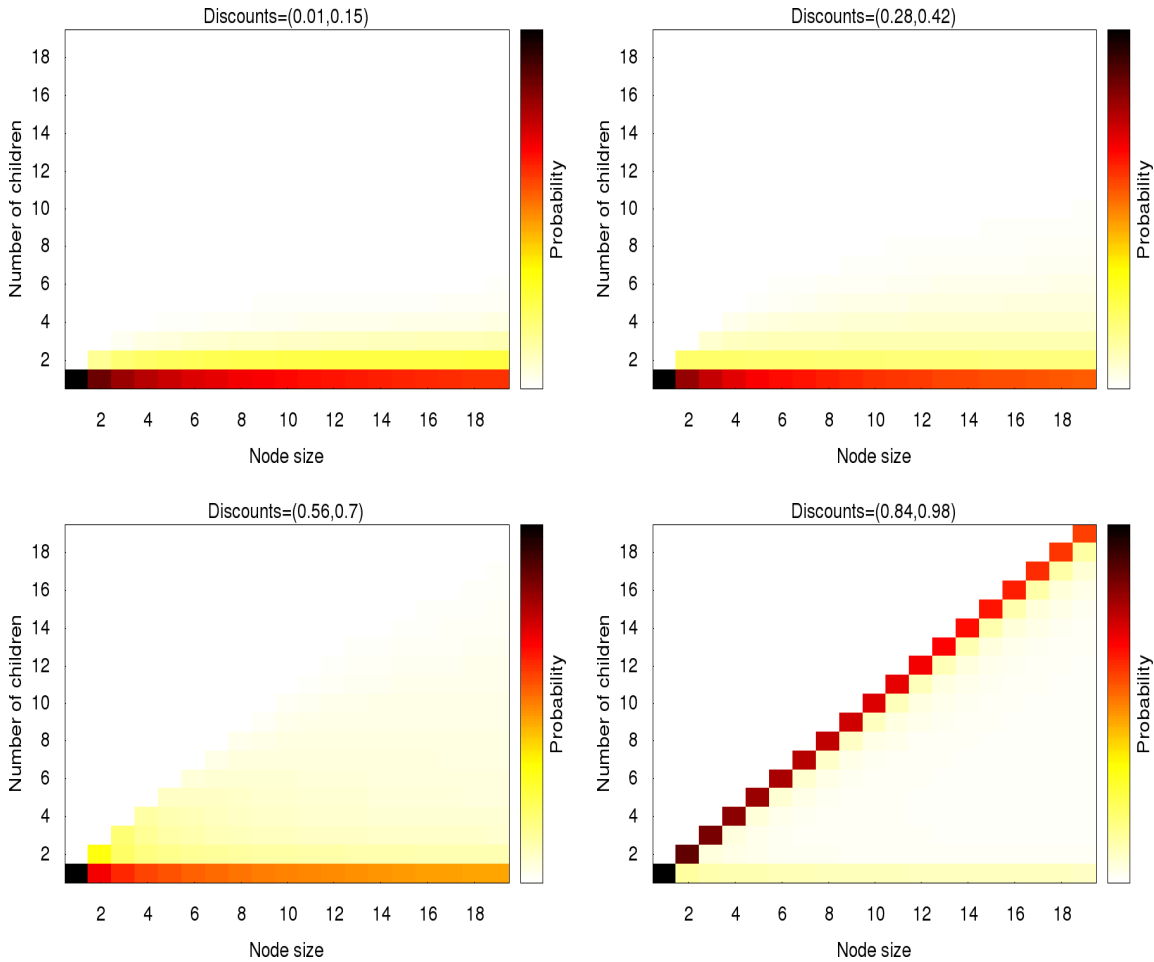 Discounts=(0.01,0.15)
18
16
14
12
10
8
6
4
2
Number of children
2 4 6 8 10 12 14 16 18
Node size
Probability
Discounts=(0.28,0.42)
18
16
14
12
10
8
6
4
2
Number of children
2 4 6 8 10 12 14 16 18
Node size
Probability
Discounts=(0.56,0.7)
18
16
14
12
10
8
6
4
2
Number of children
2 4 6 8 10 12 14 16 18
Node size
Probability
Discounts=(0.84,0.98)
18
16
14
12
10
8
6
4
2
Number of children
2 4 6 8 10 12 14 16 18
Node size
Probability